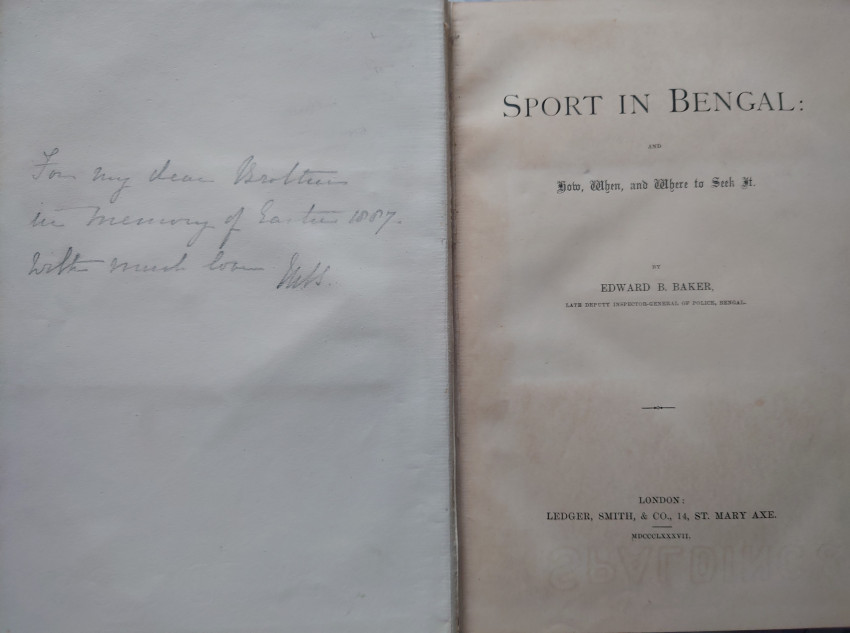 For my dear Brother
in memory of Easter 1887.
With much love
SPORT IN BENGAL:
AND
How, When, and Where to Seek It.
BY
EDWARD B. BAKER,
LATE DEPUTY INSPECTOR-GENERAL OF POLICE, BENGAL.
LONDON:
LEDGER, SMITH, & CO., 14, ST. MARY AXE.
MDCCCLXXXVII.